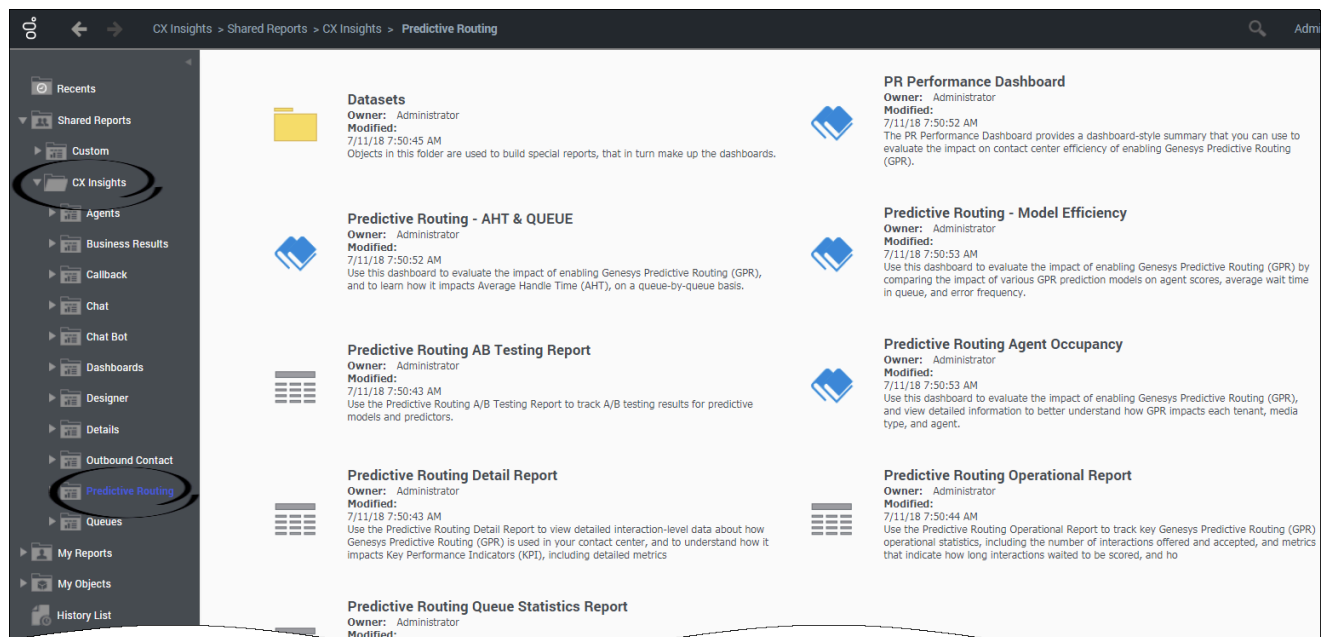 CX Insights > Shared Reports > CX Insights > Predictive Routing
Admi
Recents
Shared Reports
Custom
CX Insights
Agents
Business Results
Callback
Chat
Chat Bot
Dashboards
Designer
Details
Outbound Contact
Predictive Routing
Queues
My Reports
My Objects
History List
Datasets
Owner: Administrator
Modified:
7/11/18 7:50:45 AM
Objects in this folder are used to build special reports, that in turn make up the dashboards.
PR Performance Dashboard
Owner: Administrator
Modified:
7/11/18 7:50:52 AM
The PR Performance Dashboard provides a dashboard-style summary that you can use to
evaluate the impact on contact center efficiency of enabling Genesys Predictive Routing
(GPR).
Predictive Routing - AHT & QUEUE
Owner: Administrator
Modified:
7/11/18 7:50:52 AM
Use this dashboard to evaluate the impact of enabling Genesys Predictive Routing (GPR),
and to learn how it impacts Average Handle Time (AHT), on a queue-by-queue basis.
Predictive Routing - Model Efficiency
Owner: Administrator
Modified:
7/11/18 7:50:53 AM
Use this dashboard to evaluate the impact of enabling Genesys Predictive Routing (GPR) by
comparing the impact of various GPR prediction models on agent scores, average wait time
in queue, and error frequency.
Predictive Routing AB Testing Report
Owner: Administrator
Modified:
7/11/18 7:50:43 AM
Use the Predictive Routing A/B Testing Report to track A/B testing results for predictive
models and predictors.
Predictive Routing Agent Occupancy
Owner: Administrator
Modified:
7/11/18 7:50:53 AM
Use this dashboard to evaluate the impact of enabling Genesys Predictive Routing (GPR),
and view detailed information to better understand how GPR impacts each tenant, media
type, and agent.
Predictive Routing Detail Report
Owner: Administrator
Modified:
7/11/18 7:50:43 AM
Use the Predictive Routing Detail Report to view detailed interaction-level data about how
Genesys Predictive Routing (GPR) is used in your contact center, and to understand how it
impacts Key Performance Indicators (KPI), including detailed metrics
Predictive Routing Operational Report
Owner: Administrator
Modified:
7/11/18 7:50:44 AM
Use the Predictive Routing Operational Report to track key Genesys Predictive Routing (GPR)
operational statistics, including the number of interactions offered and accepted, and metrics
that indicate how long interactions waited to be scored, and ho
Predictive Routing Queue Statistics Report
Owner: Administrator
Modified: